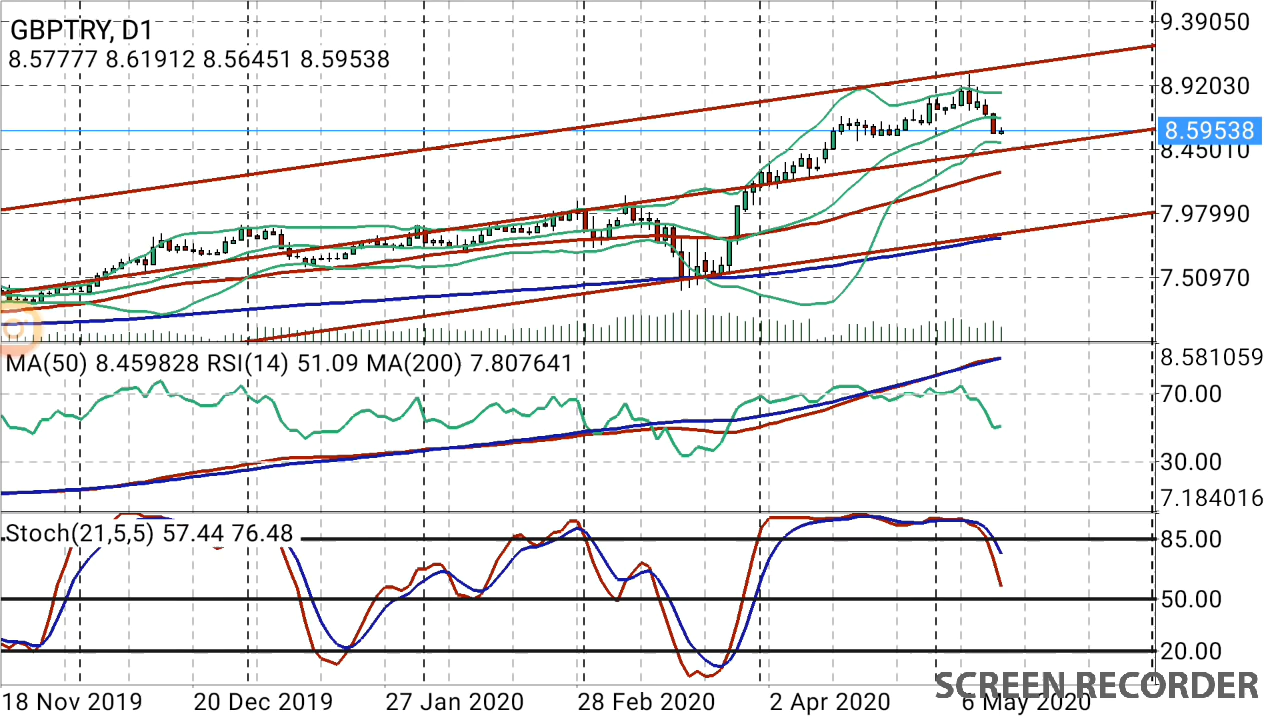 GBPTRY, D1
8.57777 8.61912 8.56451 8.59538
9.39050
8.92030
8.59538
8.45010
7.97990
7.50970
MA(50) 8.459828 RSI(14) 51.09 MA(200) 7.807641
8.581059
70.00
30.00
7.184016
Stoch(21,5,5) 57.44 76.48
85.00
50.00
20.00
18 Nov 2019 20 Dec 2019 27 Jan 2020 28 Feb 2020 2 Apr 2020 6 May 2020
SCREEN RECORDER